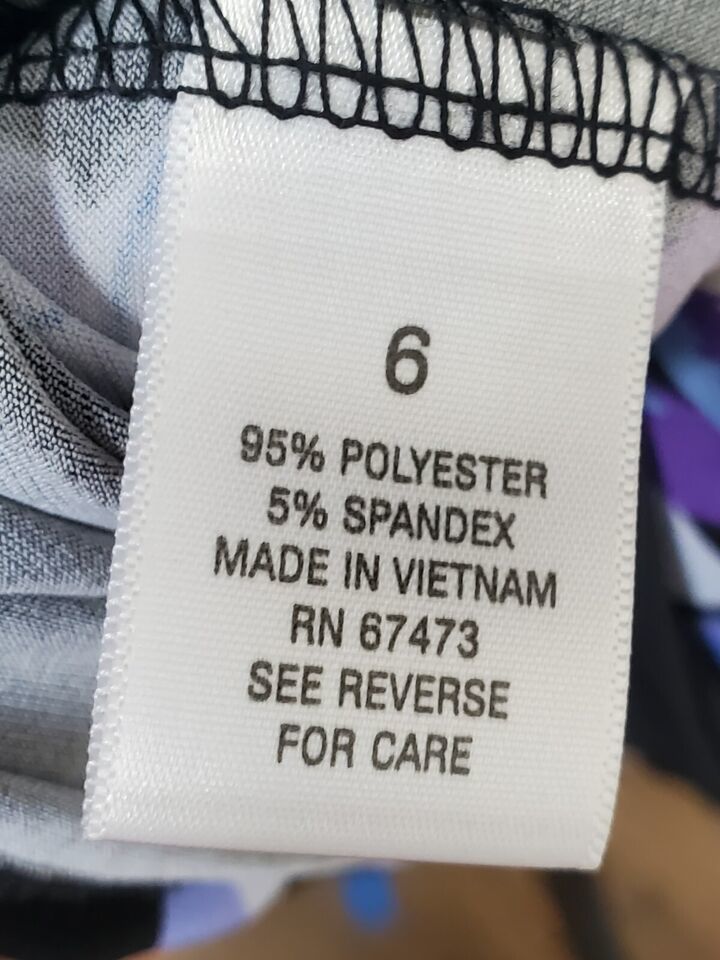 6
95% POLYESTER
5% SPANDEX
MADE IN VIETNAM
RN 67473
SEE REVERSE
FOR CARE